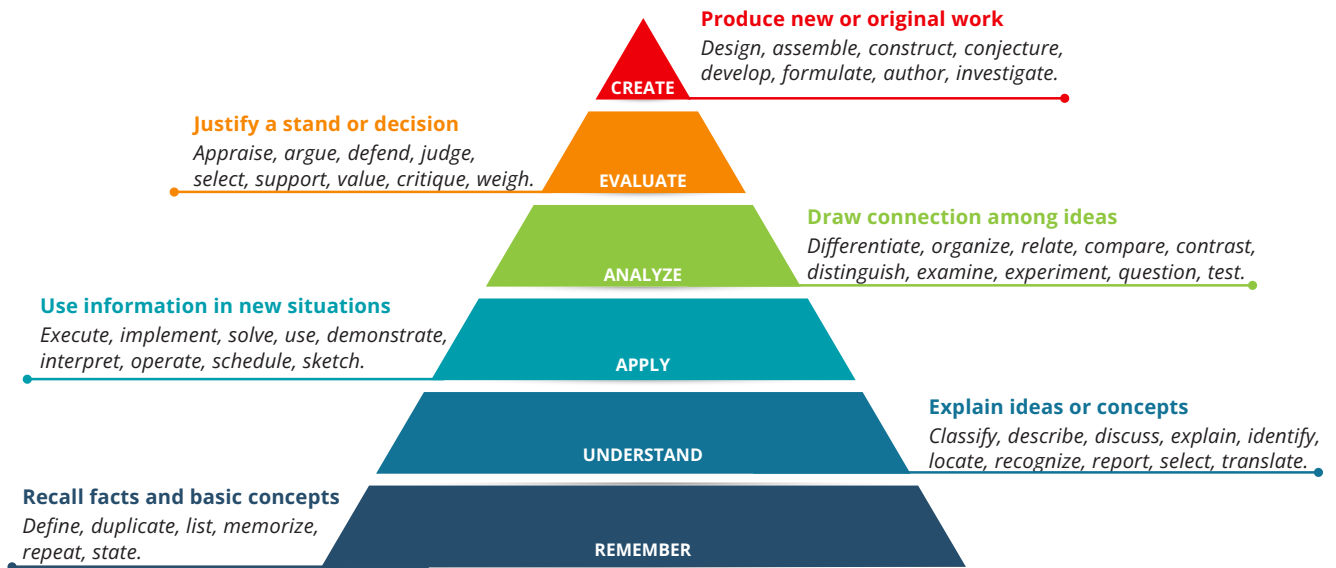 Produce new or original work
Design, assemble, construct, conjecture,
develop, formulate, author, investigate.
CREATE
Justify a stand or decision
Appraise, argue, defend, judge,
select, support, value, critique, weigh.
EVALUATE
Draw connection among ideas
Differentiate, organize, relate, compare, contrast,
distinguish, examine, experiment, question, test.
ANALYZE
Use information in new situations
Execute, implement, solve, use, demonstrate,
interpret, operate, schedule, sketch.
APPLY
Explain ideas or concepts
Classify, describe, discuss, explain, identify,
locate, recognize, report, select, translate.
UNDERSTAND
Recall facts and basic concepts
Define, duplicate, list, memorize,
repeat, state.
REMEMBER